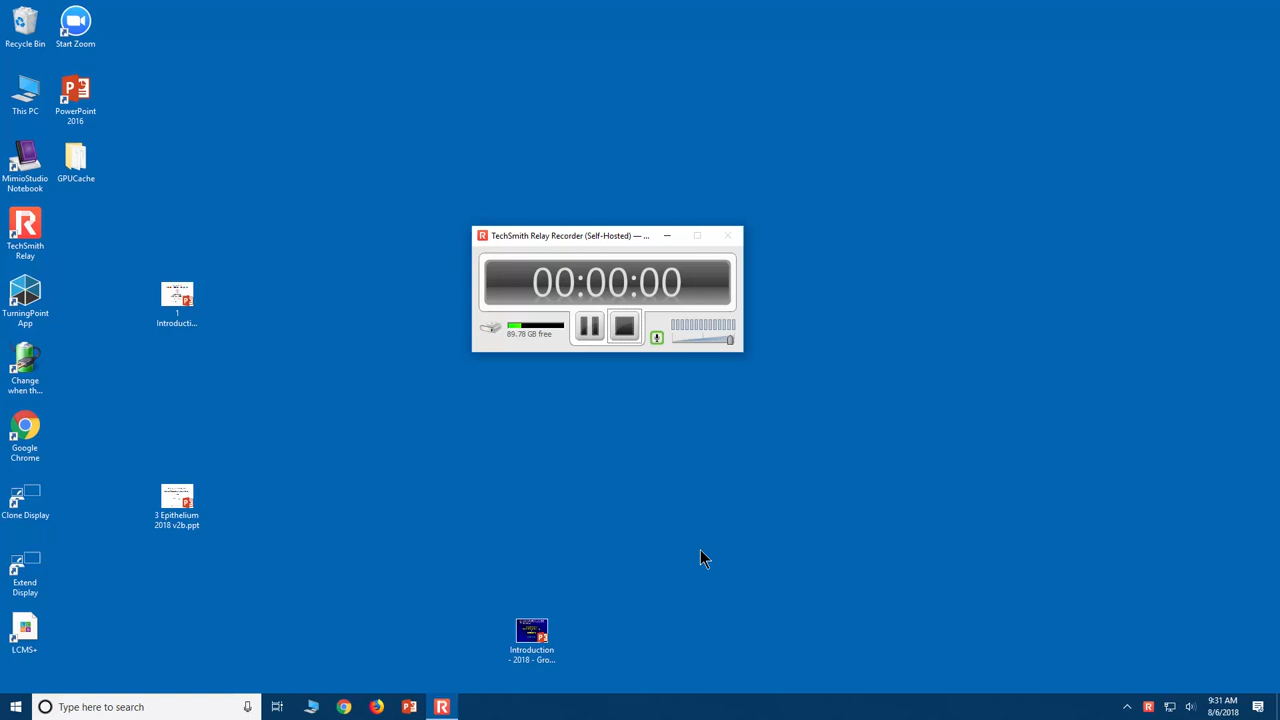 Recycle Bin
Start Zoom
This PC
PowerPoint
2016
MimioStudio
Notebook
GPUCache
TechSmith
Relay
TurningPoint
App
1
Introducti...
Change
when th...
Google
Chrome
Clone Display
3 Epithelium
2018 v2b.ppt
Extend
Display
LCMS+
Introduction
- 2018 - Gro...
TechSmith Relay Recorder (Self-Hosted) — ...
00:00:00
89.78 GB free
Type here to search
9:31 AM
8/6/2018